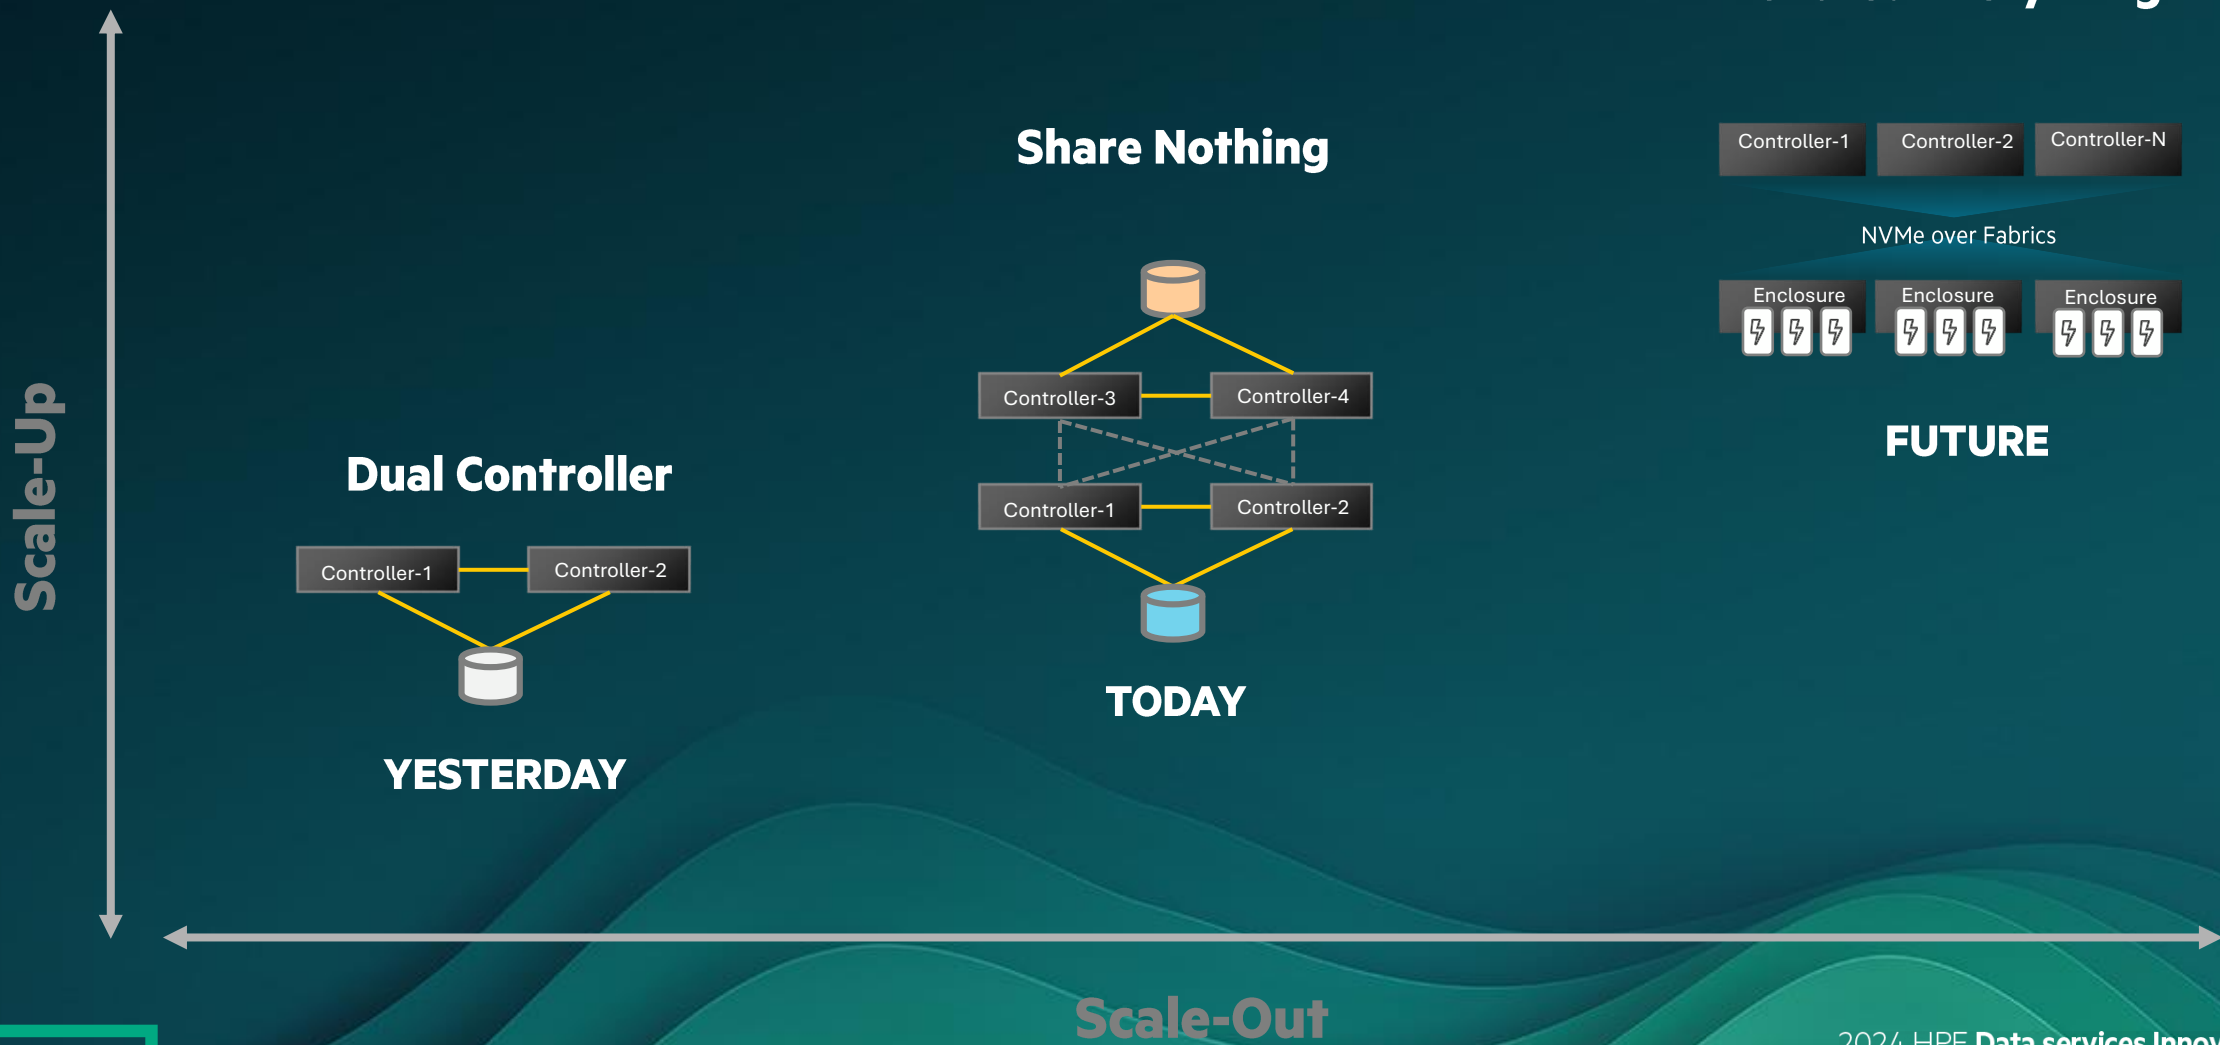 Share Nothing
Controller-1
Controller-2
Controller-N
NVMe over Fabrics
Enclosure
Enclosure
Enclosure
FUTURE
Controller-3
Controller-4
Controller-1
Controller-2
TODAY
Dual Controller
Controller-1
Controller-2
YESTERDAY
Scale-Up
Scale-Out
2024 HPE Data services